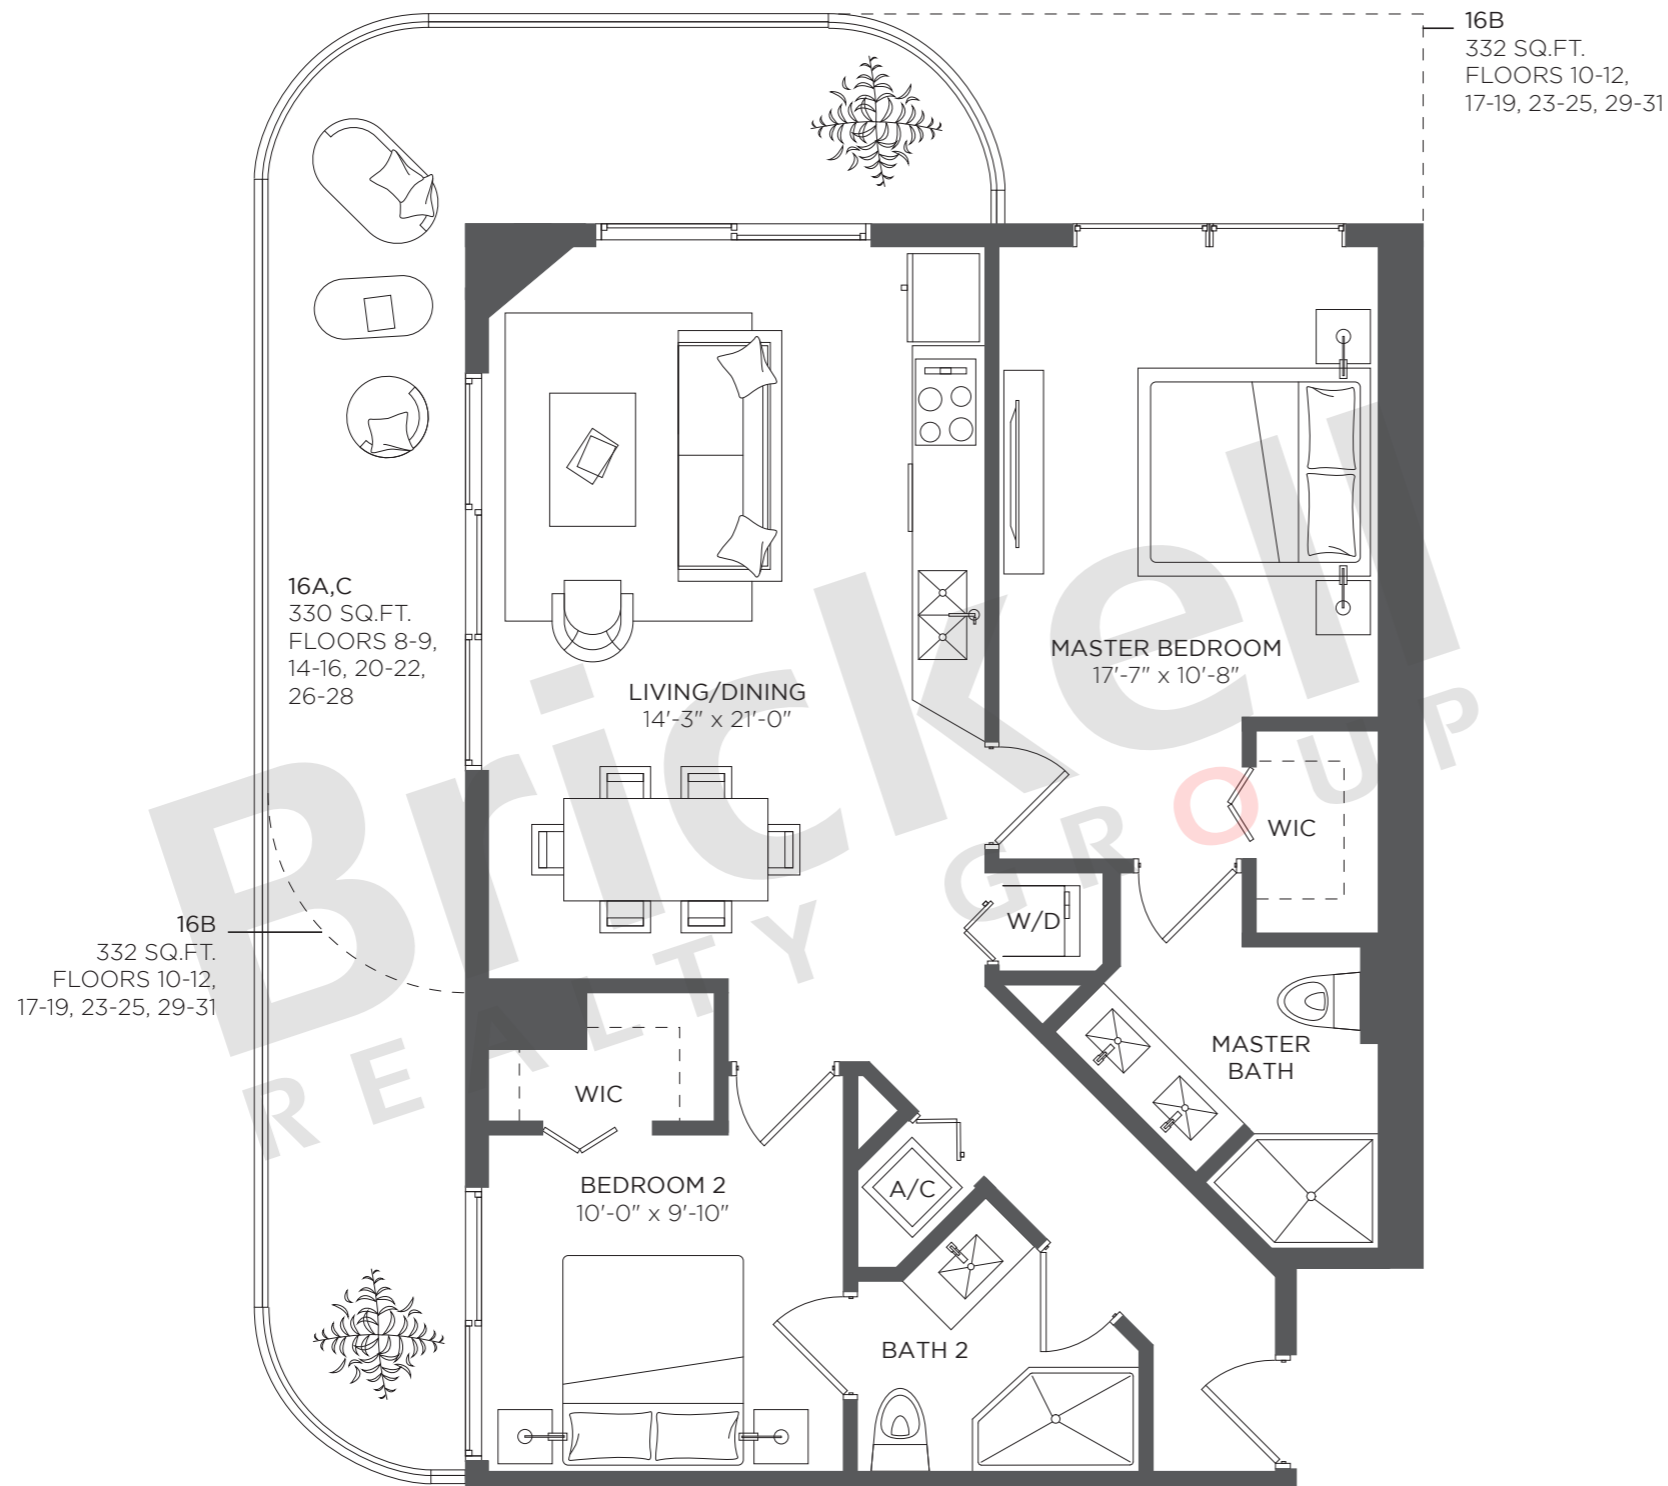 16B
332 SQ.FT.
FLOORS 10-12,
17-19, 23-25, 29-31
16A,C
330 SQ.FT.
FLOORS 8-9,
14-16, 20-22,
26-28
LIVING/DINING
14'-3" x 21'-0"
MASTER BEDROOM
17'-7" x 10'-8"
WIC
W/D
16B
332 SQ.FT.
FLOORS 10-12,
17-19, 23-25, 29-31
MASTER
BATH
WIC
BEDROOM 2
10'-0" x 9'-10"
A/C
BATH 2
Brickell
REALTY GROUP